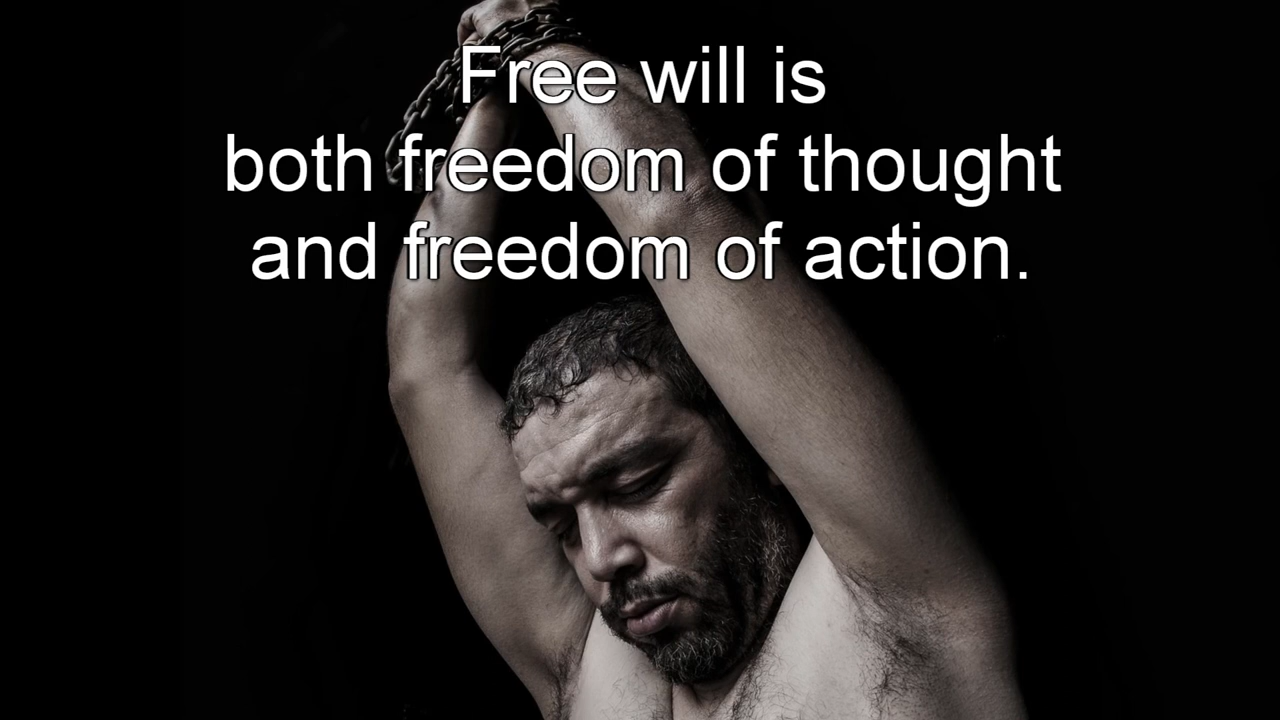 Free will is
both freedom of thought
and freedom of action.